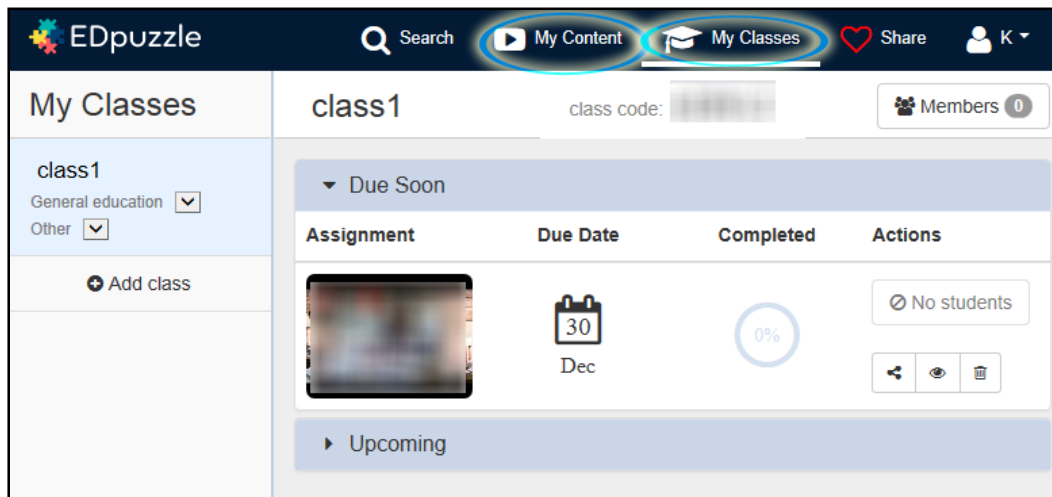 EDpuzzle Search My Content My Classes Share K
My Classes
class1
General education
Other
Add class
class1 class code: Members 0
Due Soon
Assignment Due Date Completed Actions
30
Dec
0%
No students
Upcoming